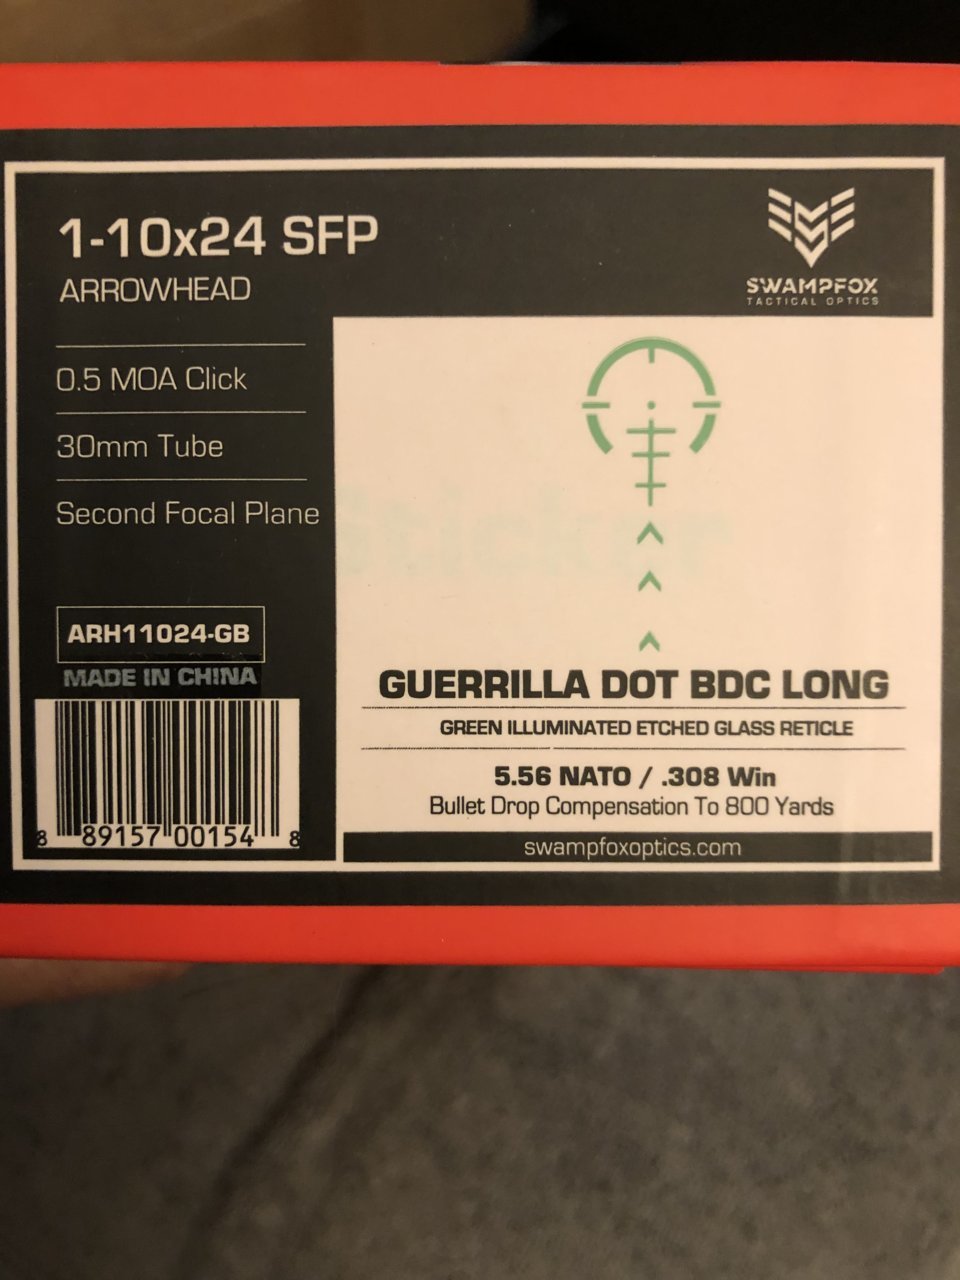 1-10x24 SFP
ARROWHEAD
SWAMPFOX
TACTICAL OPTICS
0.5 MOA Click
30mm Tube
Second Focal Plane
ARH11024-GB
MADE IN CHINA
8 89157 00154 8
GUERRILLA DOT BDC LONG
GREEN ILLUMINATED ETCHED GLASS RETICLE
5.56 NATO / .308 Win
Bullet Drop Compensation To 800 Yards
swampfoxoptics.com